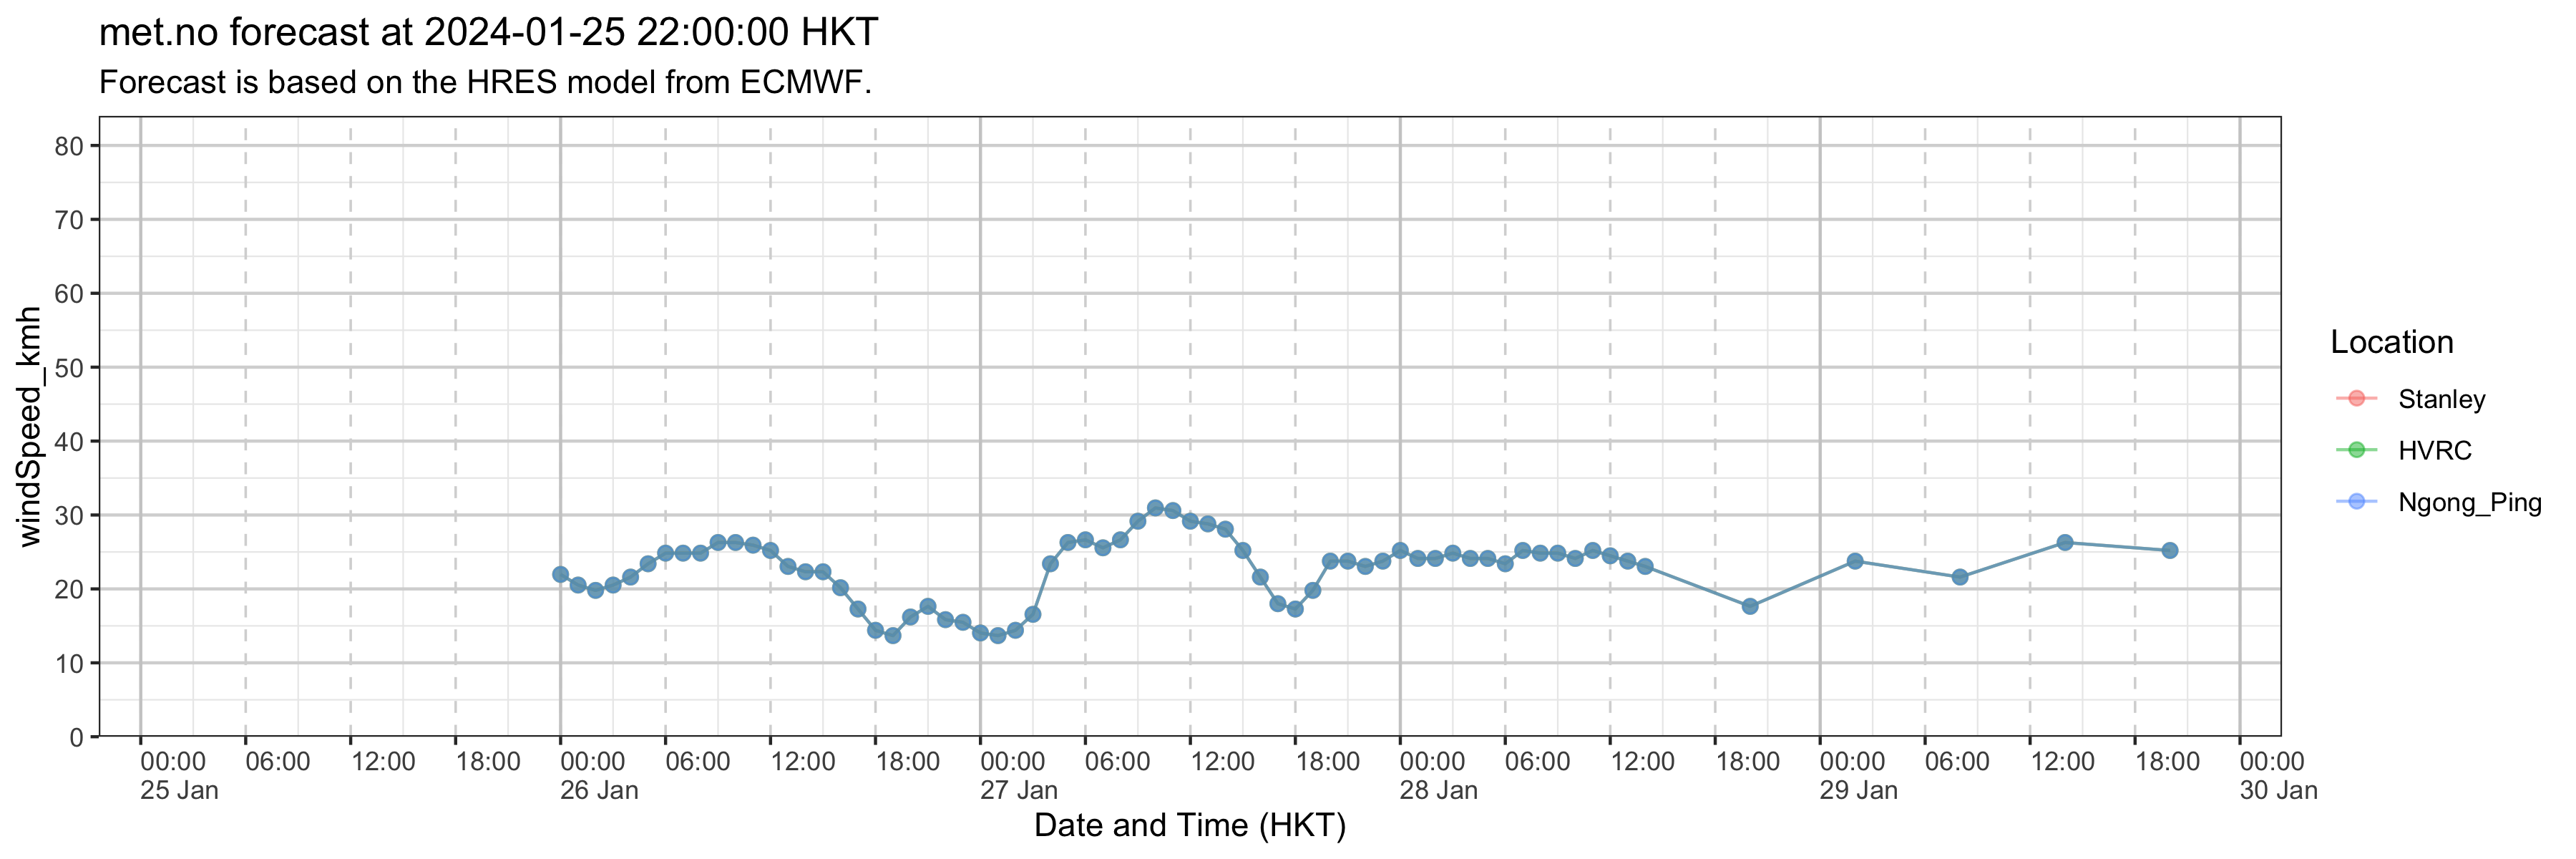 met.no forecast at 2024-01-25 22:00:00 HKT
Forecast is based on the HRES model from ECMWF.
windSpeed_kmh
80
70
60
50
40
30
20
10
0
00:00 06:00 12:00 18:00 00:00 06:00 12:00 18:00 00:00 06:00 12:00 18:00 00:00 06:00 12:00 18:00 00:00 06:00 12:00 18:00 00:00
25 Jan 26 Jan 27 Jan 28 Jan 29 Jan 30 Jan
Date and Time (HKT)
Location
Stanley
HVRC
Ngong_Ping